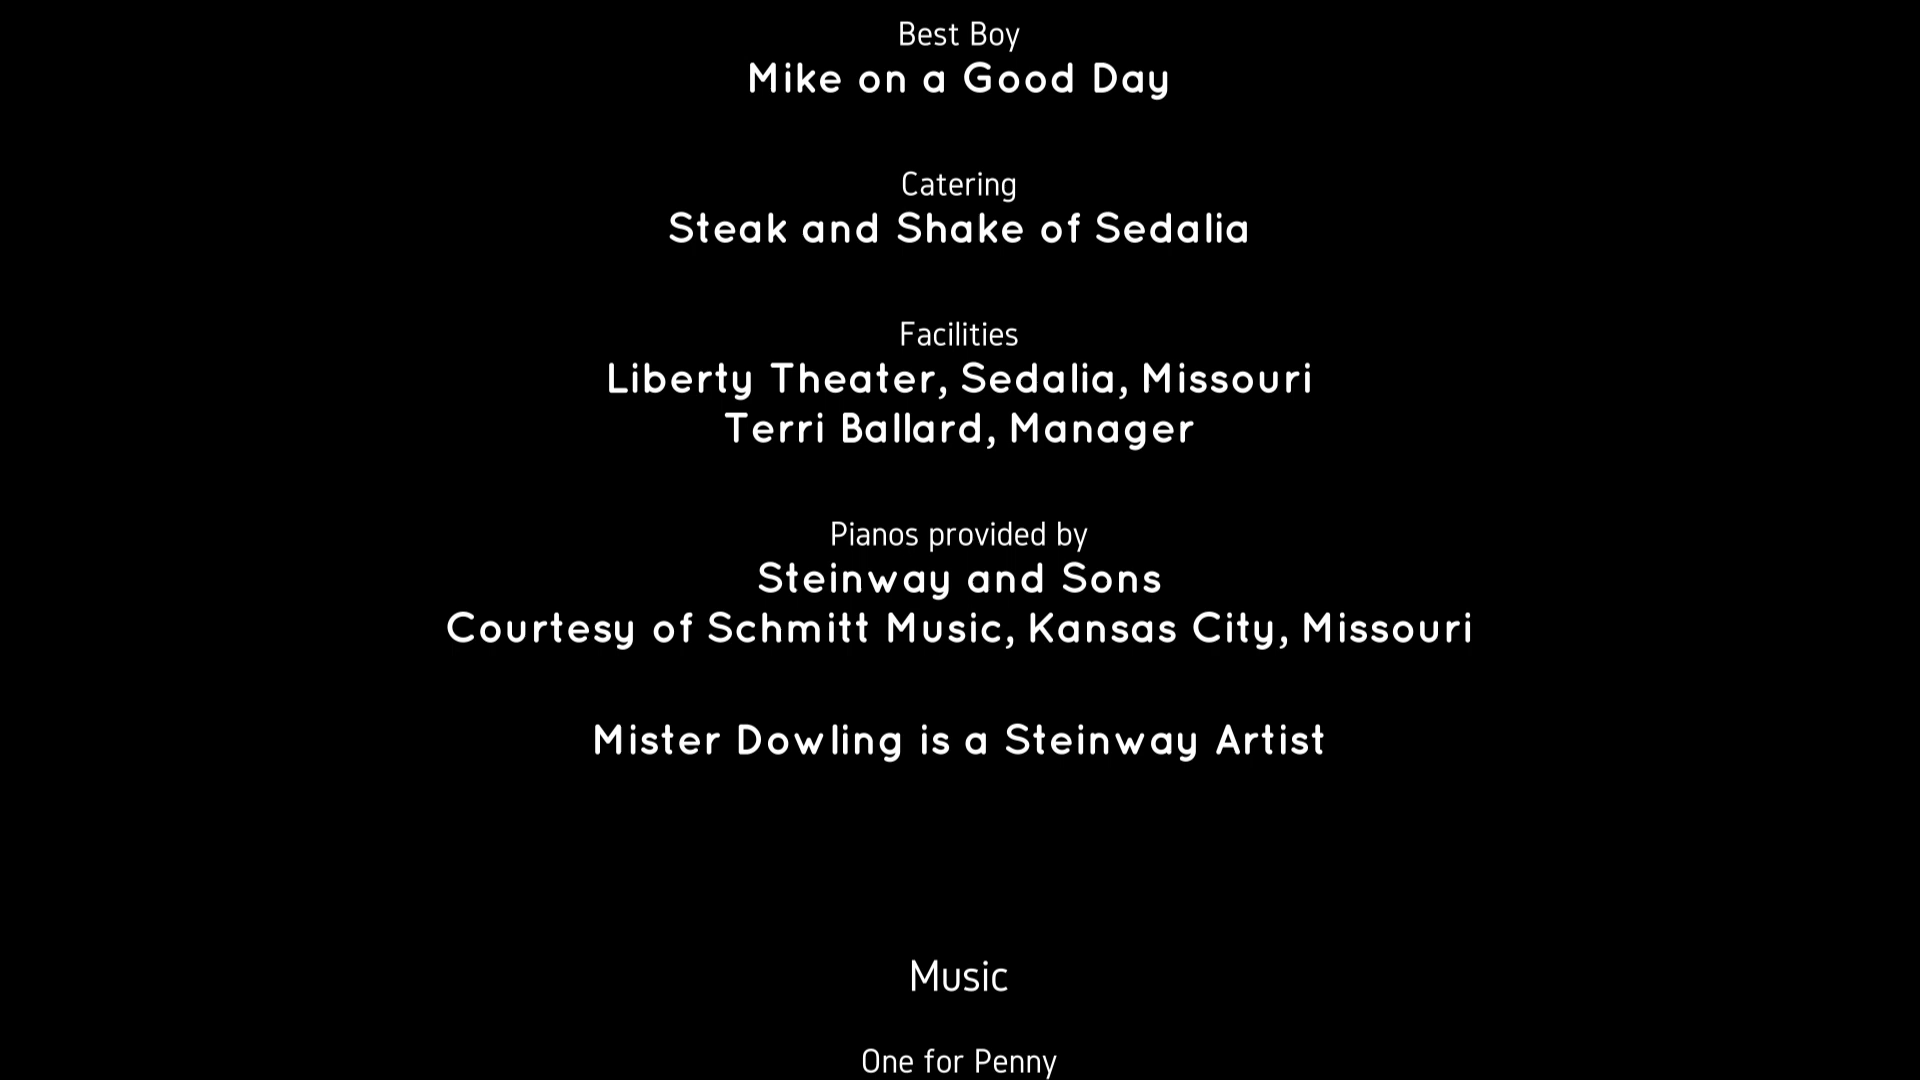 Best Boy
Mike on a Good Day
Catering
Steak and Shake of Sedalia
Facilities
Liberty Theater, Sedalia, Missouri
Terri Ballard, Manager
Pianos provided by
Steinway and Sons
Courtesy of Schmitt Music, Kansas City, Missouri
Mister Dowling is a Steinway Artist
Music
One for Penny